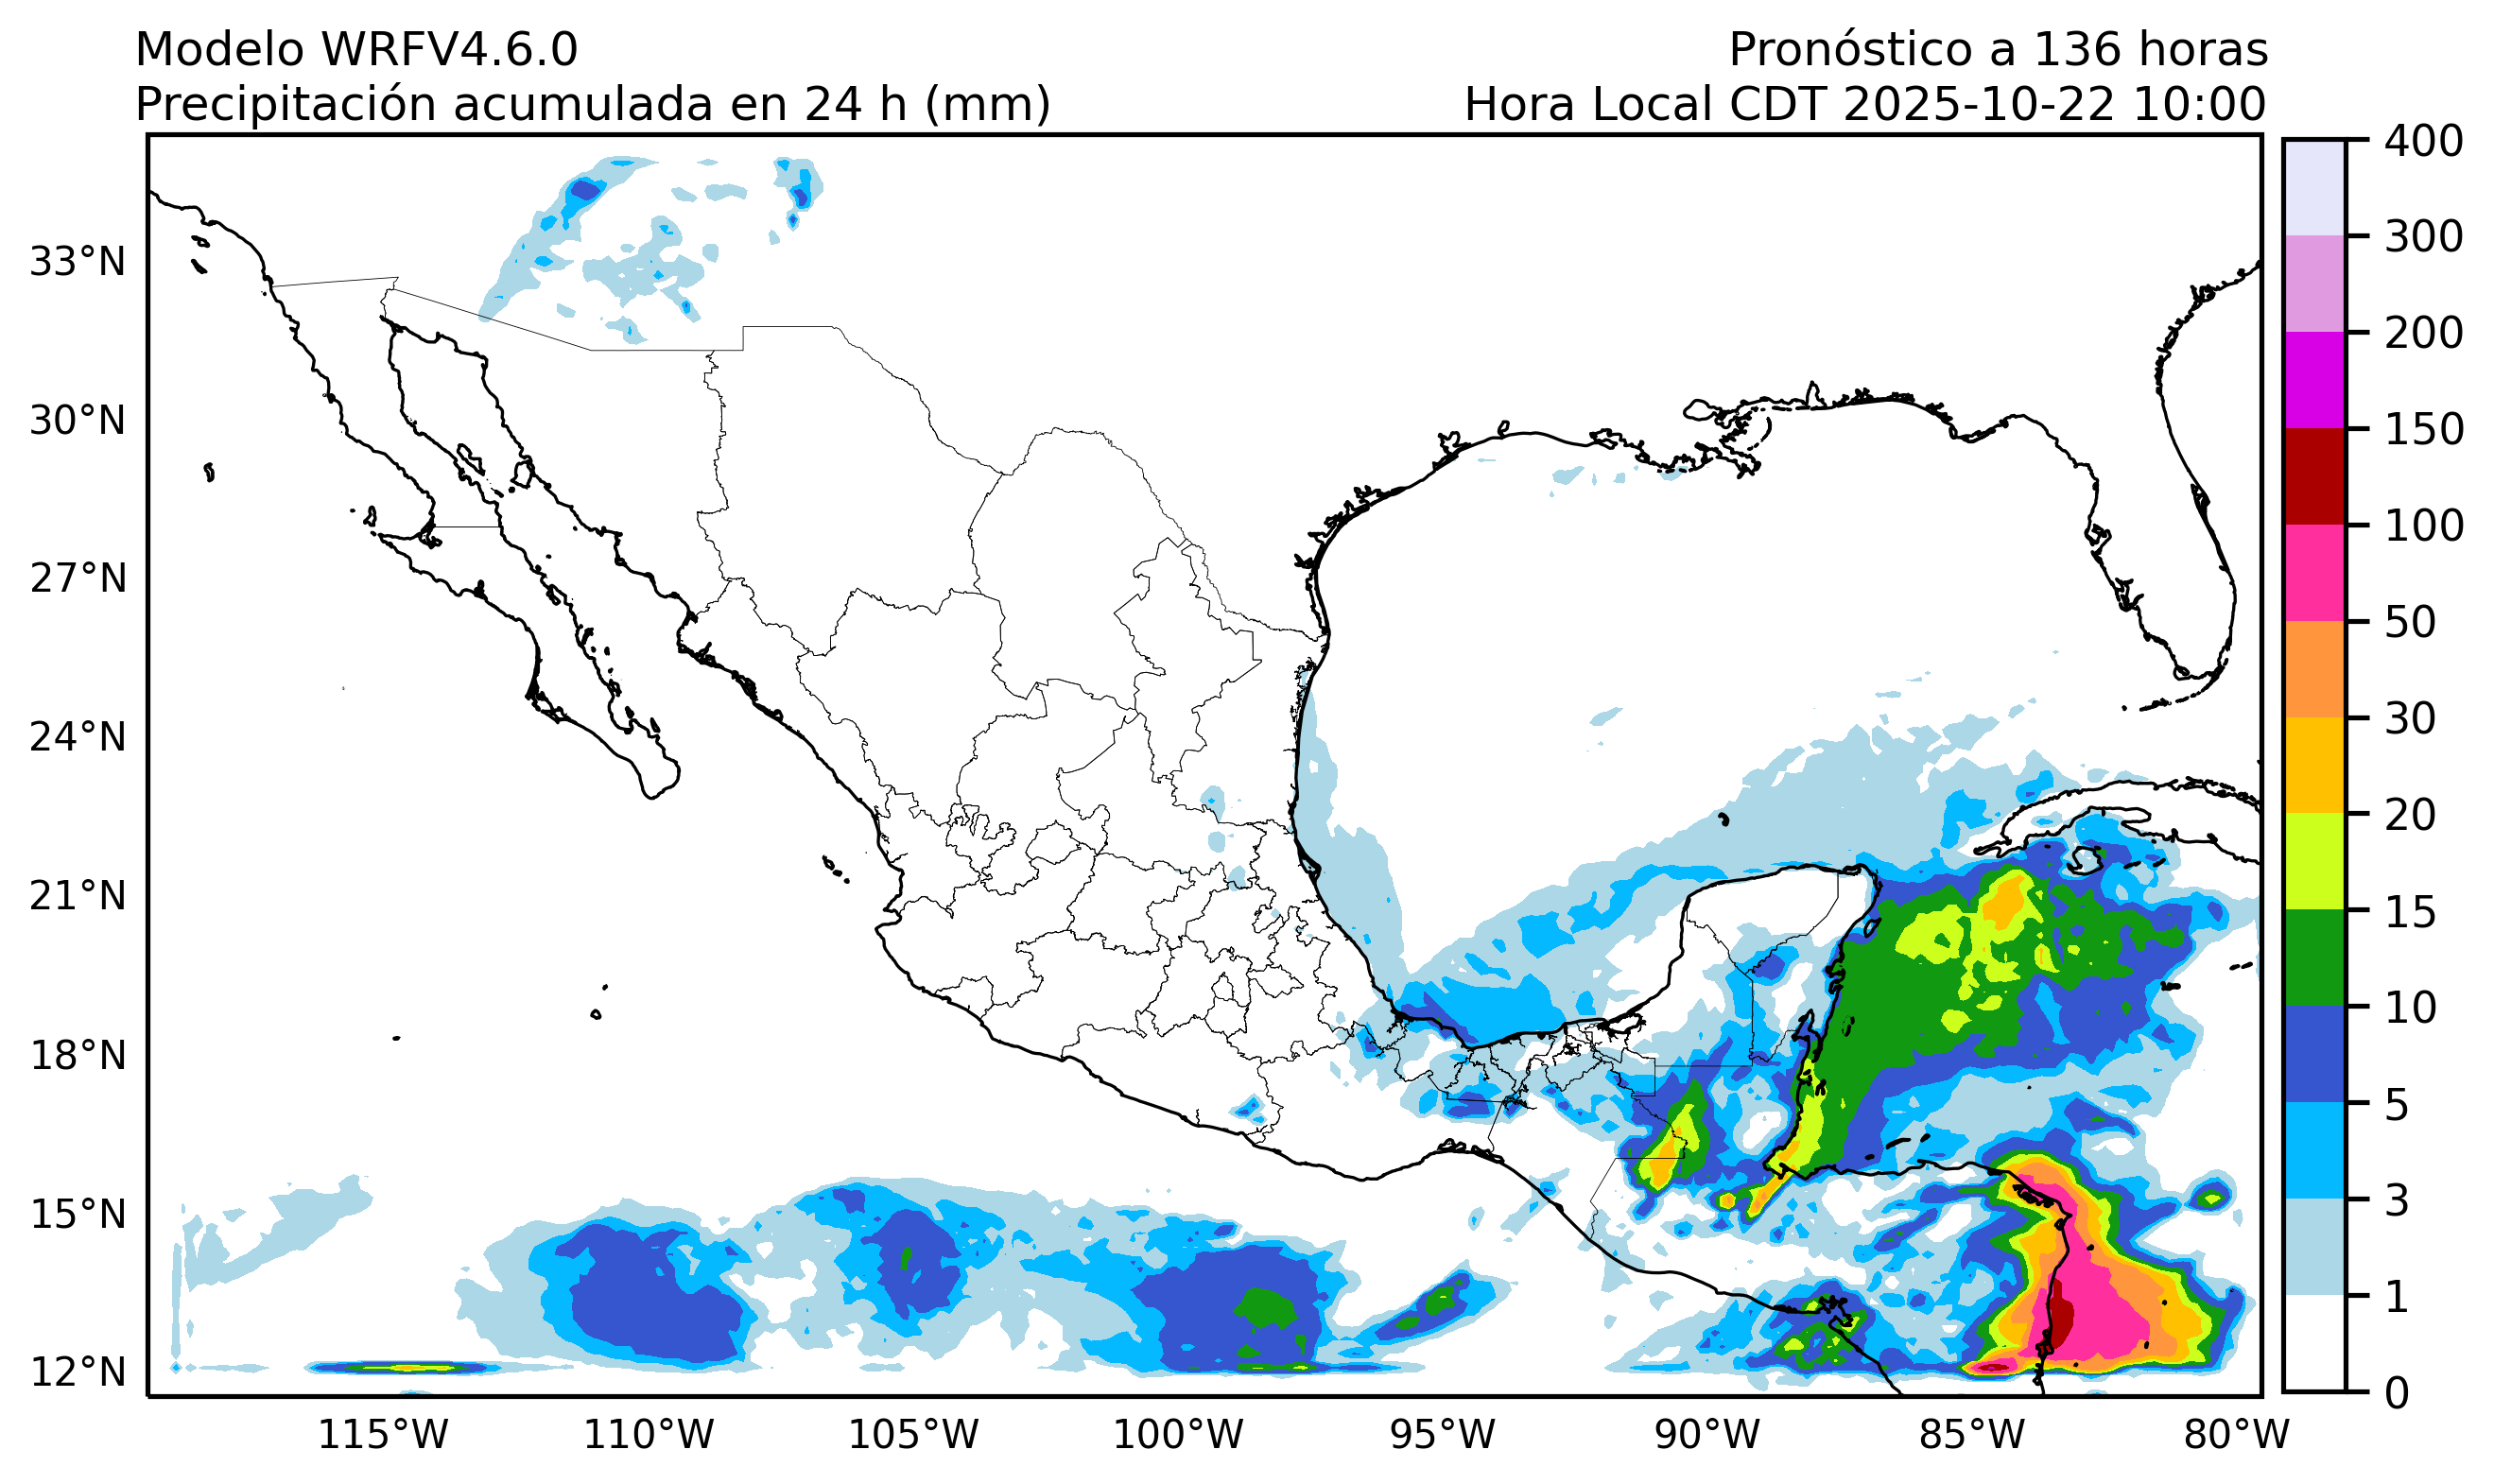 Modelo WRFV4.6.0
Pronóstico a 136 horas
Precipitación acumulada en 24 h (mm)
Hora Local CDT 2025-10-22 10:00
33°N
30°N
27°N
24°N
21°N
18°N
15°N
12°N
115°W
110°W
105°W
100°W
95°W
90°W
85°W
80°W
400
300
200
150
100
50
30
20
15
10
5
3
1
0